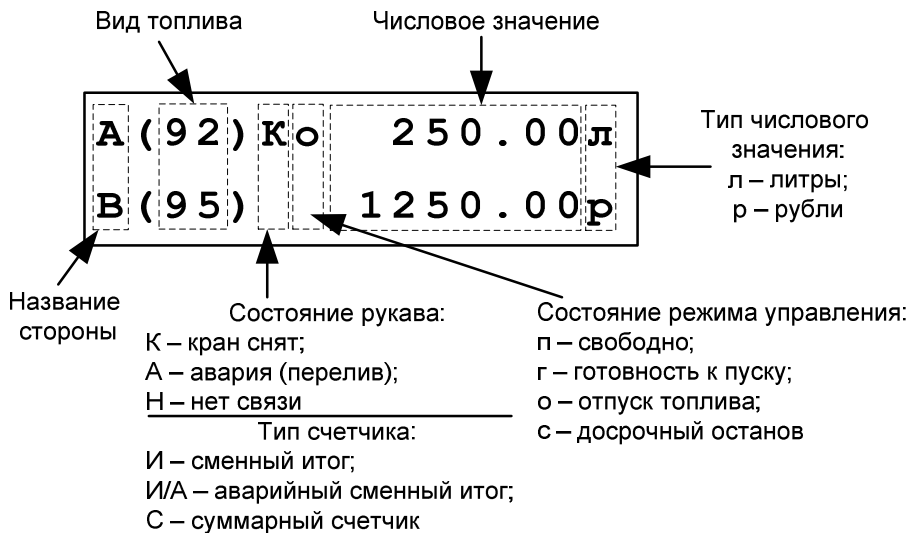 Вид топлива
Числовое значение
А(92)Ко 250.00л
В(95) 1250.00р
Тип числового
значения:
л – литры;
р – рубли
Название
стороны
Состояние рукава:
К – кран снят;
А – авария (перелив);
Н – нет связи
Тип счетчика:
И – сменный итог;
И/А – аварийный сменный итог;
С – суммарный счетчик
Состояние режима управления:
п – свободно;
г – готовность к пуску;
о – отпуск топлива;
с – досрочный останов